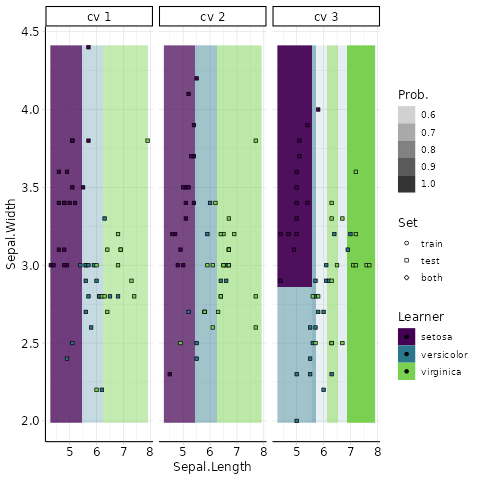 cv 1 cv 2 cv 3
4.5
4.0
3.5
3.0
2.5
2.0
Sepal.Width
5 6 7 8 5 6 7 8 5 6 7 8
Sepal.Length
Prob.
0.6
0.7
0.8
0.9
1.0
Set
train
test
both
Learner
setosa
versicolor
virginica